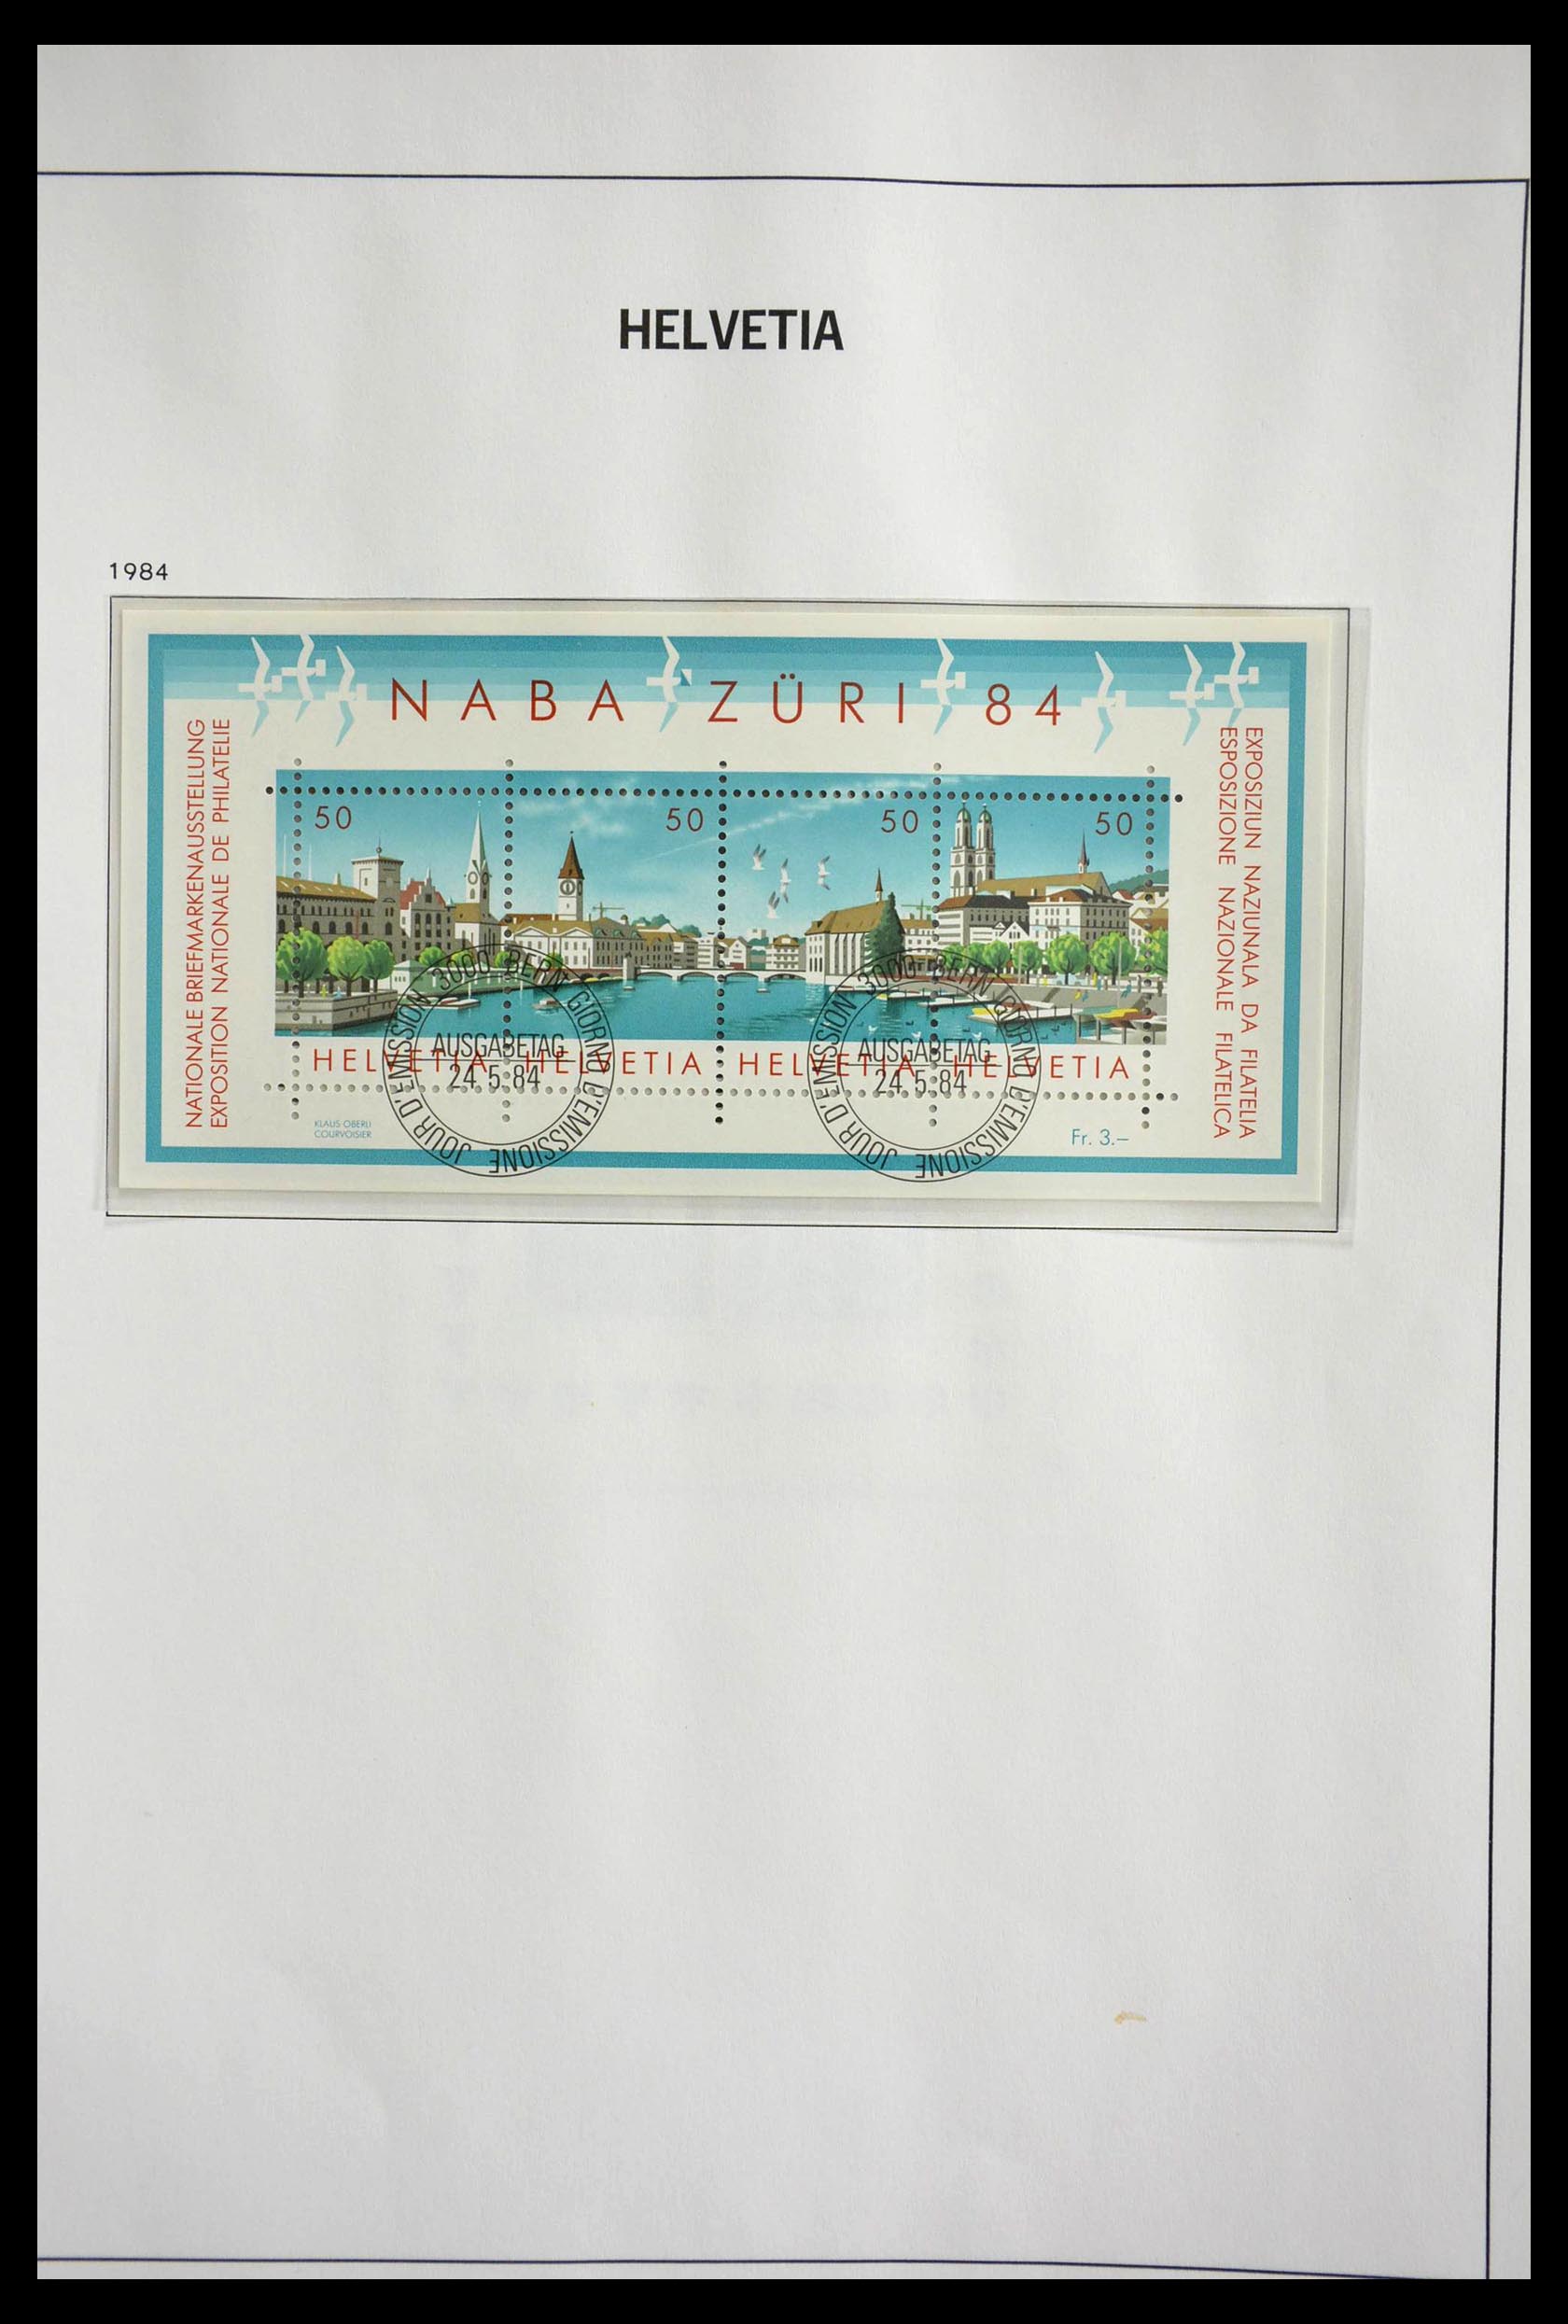 HELVETIA
1984
NABA ZÜRI 84
NATIONALE BRIEFMARKENAUSSTELLUNG
EXPOSITION NATIONALE DE PHILATELIE
EXPOSIZIUN NAZIUNALA DA FILATELIA
ESPOSIZIONE NAZIONALE FILATELICA
50 50 50 50
HELVETIA HELVETIA HELVETIA HELVETIA
3000 BERN GIORNO D'EMISSIONE JOUR D'EMISSION
AUSGABETAG
24.5.84
3000 BERN GIORNO D'EMISSIONE JOUR D'EMISSION
AUSGABETAG
24.5.84
KLAUS OBERLI
COURVOISIER
Fr. 3.–